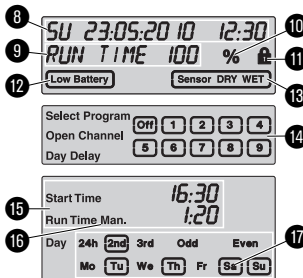 8 SU 23:05:2010 12:30 10
9 RUN TIME 100 % 11
12 Low Battery Sensor DRY WET 13
Select Program Off 1 2 3 4
Open Channel 14
Day Delay 5 6 7 8 9
15 Start Time 16:30
16 Run Time Man. 1:20
Day 24h 2nd 3rd Odd Even 17
Mo Tu We Th Fr Sa Su